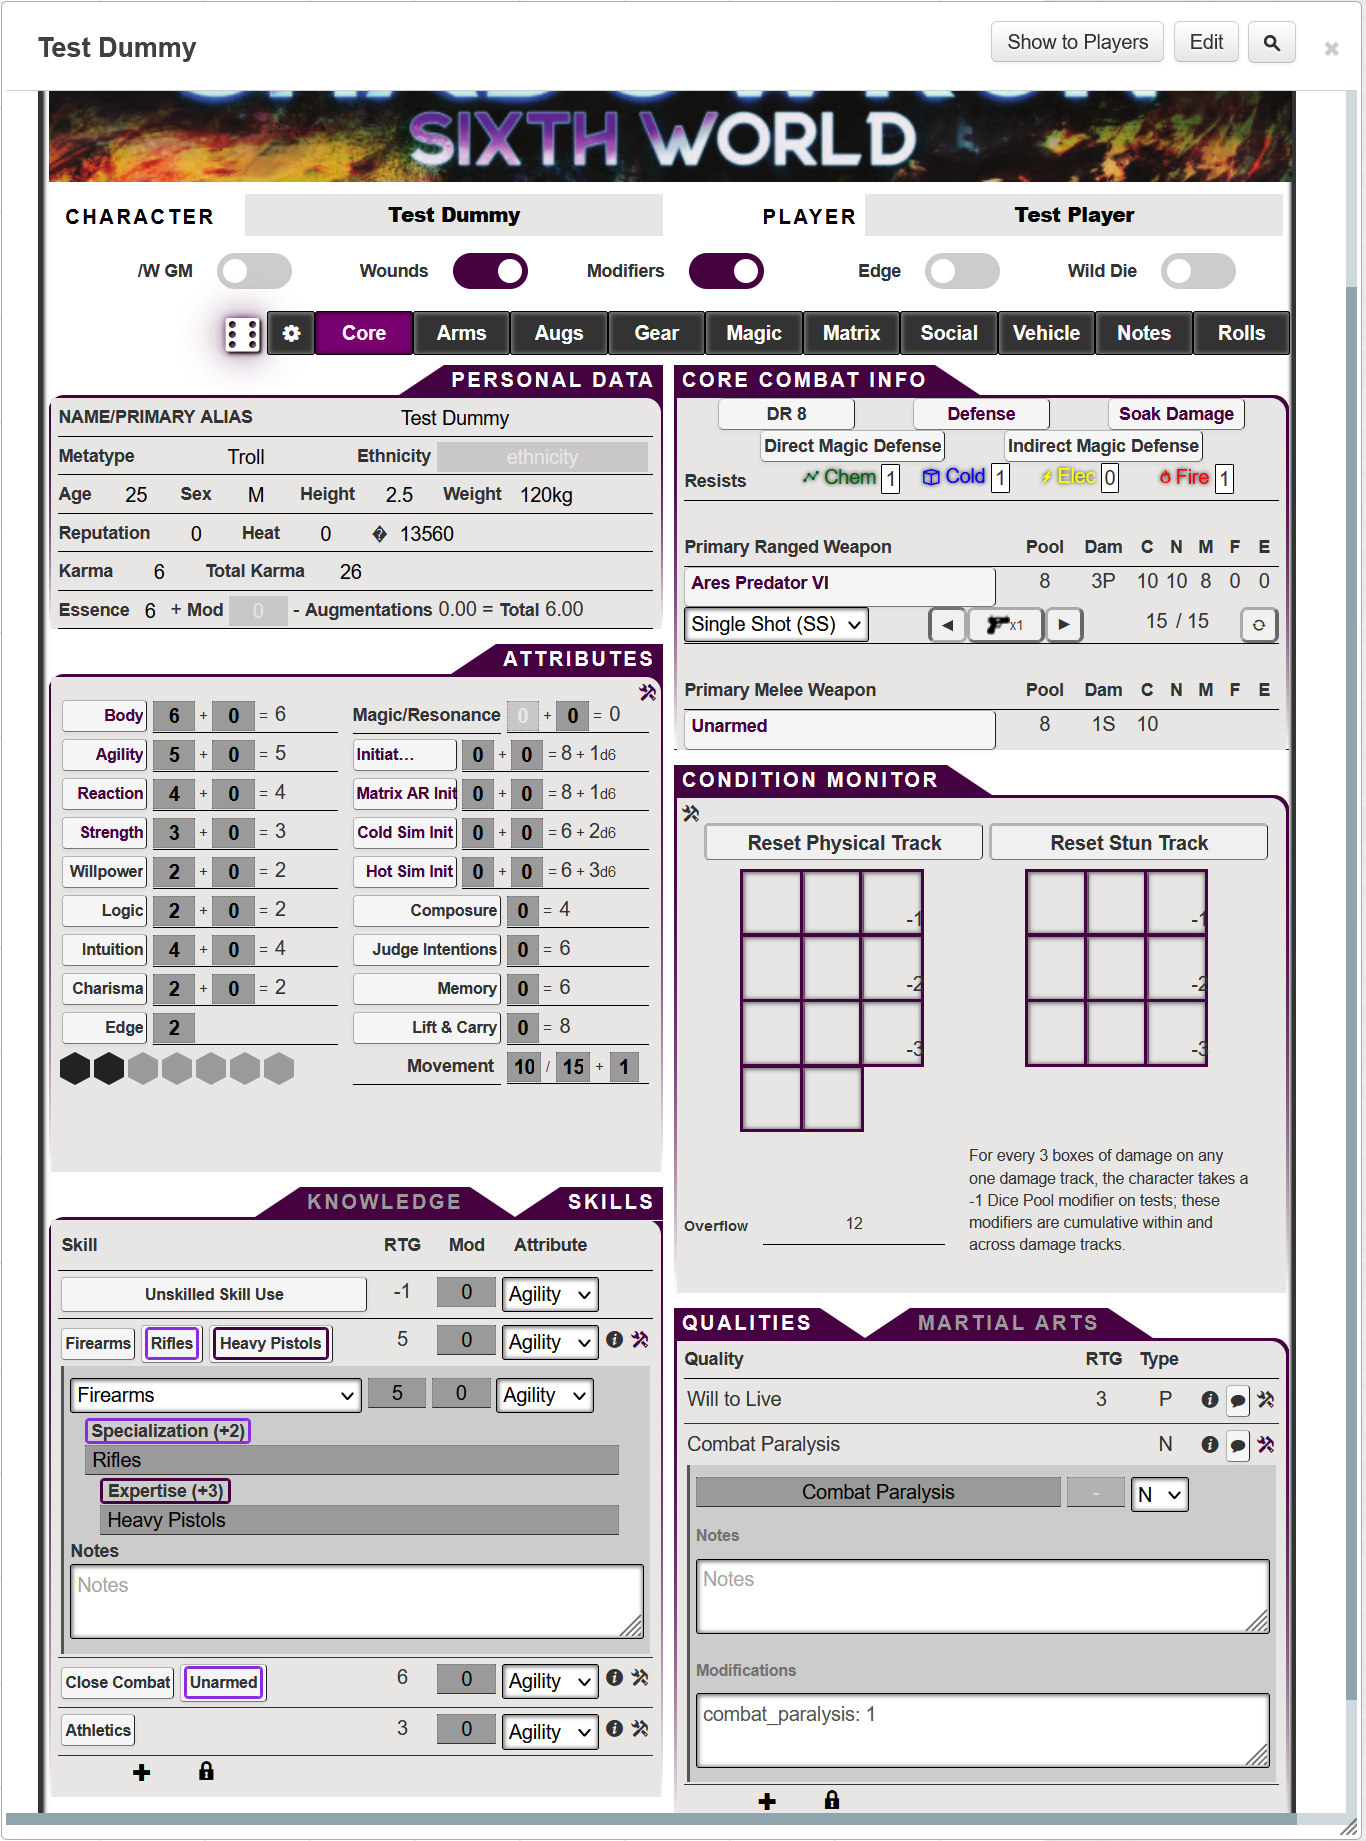 Test Dummy
Show to Players
Edit
SIXTH WORLD
CHARACTER
Test Dummy
PLAYER
Test Player
/W GM
Wounds
Modifiers
Edge
Wild Die
Core
Arms
Augs
Gear
Magic
Matrix
Social
Vehicle
Notes
Rolls
PERSONAL DATA
NAME/PRIMARY ALIAS Test Dummy
Metatype Troll Ethnicity ethnicity
Age 25 Sex M Height 2.5 Weight 120kg
Reputation 0 Heat 0 � 13560
Karma 6 Total Karma 26
Essence 6 + Mod 0 - Augmentations 0.00 = Total 6.00
ATTRIBUTES
Body 6 + 0 = 6
Agility 5 + 0 = 5
Reaction 4 + 0 = 4
Strength 3 + 0 = 3
Willpower 2 + 0 = 2
Logic 2 + 0 = 2
Intuition 4 + 0 = 4
Charisma 2 + 0 = 2
Edge 2
Magic/Resonance 0 + 0 = 0
Initiat... 0 + 0 = 8 + 1d6
Matrix AR Init 0 + 0 = 8 + 1d6
Cold Sim Init 0 + 0 = 6 + 2d6
Hot Sim Init 0 + 0 = 6 + 3d6
Composure 0 = 4
Judge Intentions 0 = 6
Memory 0 = 6
Lift & Carry 0 = 8
Movement 10 / 15 + 1
KNOWLEDGE
SKILLS
Skill RTG Mod Attribute
Unskilled Skill Use -1 0 Agility
Firearms Rifles Heavy Pistols 5 0 Agility
Firearms 5 0 Agility
Specialization (+2)
Rifles
Expertise (+3)
Heavy Pistols
Notes
Notes
Close Combat Unarmed 6 0 Agility
Athletics 3 0 Agility
CORE COMBAT INFO
DR 8
Defense
Soak Damage
Direct Magic Defense
Indirect Magic Defense
Resists Chem 1 Cold 1 Elec 0 Fire 1
Primary Ranged Weapon Pool Dam C N M F E
Ares Predator VI 8 3P 10 10 8 0 0
Single Shot (SS) x1 15 / 15
Primary Melee Weapon Pool Dam C N M F E
Unarmed 8 1S 10
CONDITION MONITOR
Reset Physical Track
Reset Stun Track
-1
-2
-3
-1
-2
-3
Overflow 12
For every 3 boxes of damage on any
one damage track, the character takes a
-1 Dice Pool modifier on tests; these
modifiers are cumulative within and
across damage tracks.
QUALITIES
MARTIAL ARTS
Quality RTG Type
Will to Live 3 P
Combat Paralysis N
Combat Paralysis - N
Notes
Notes
Modifications
combat_paralysis: 1